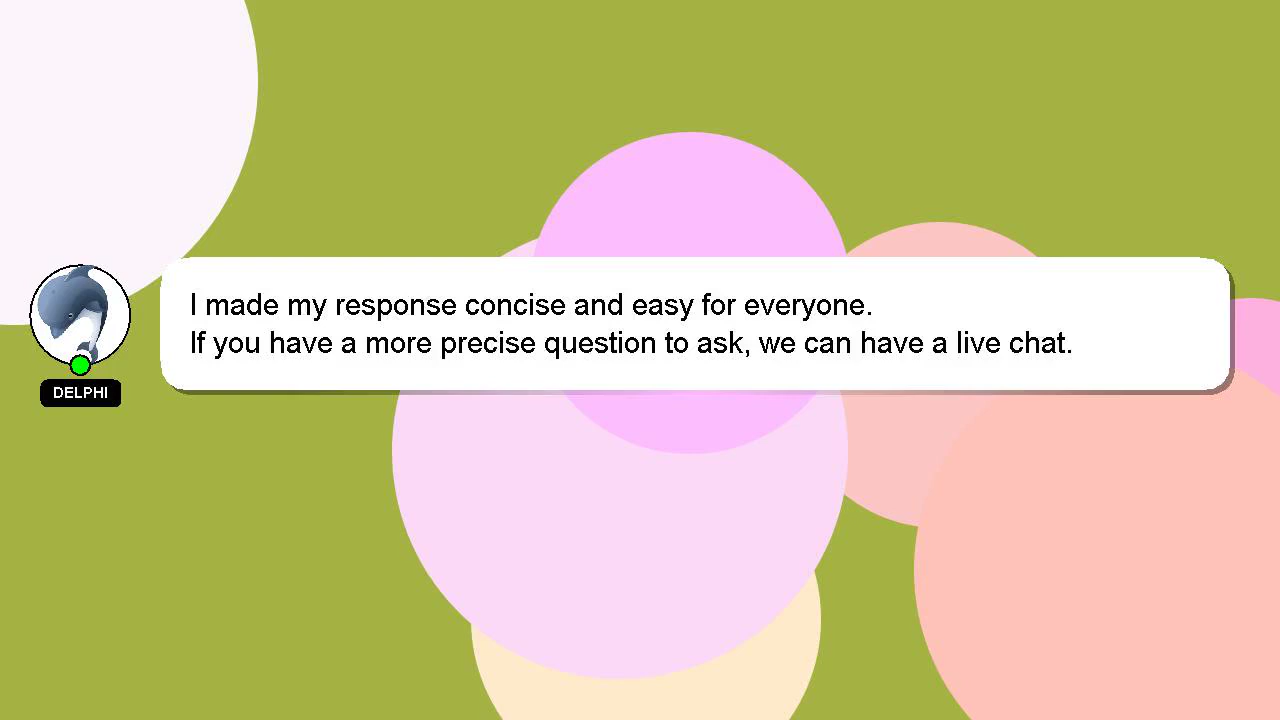 I made my response concise and easy for everyone.
If you have a more precise question to ask, we can have a live chat.
DELPHI